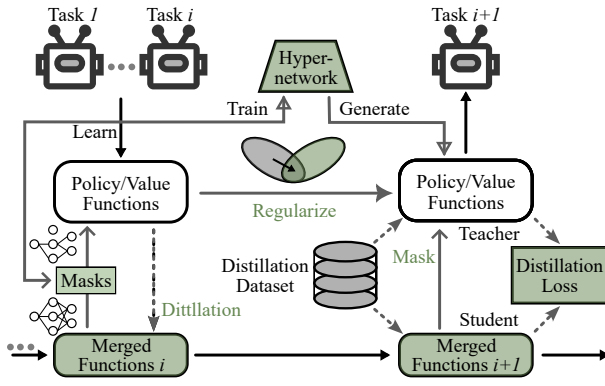 Task 1
Task i
Task i+1
Hyper-
network
Train
Generate
Learn
Policy/Value
Functions
Regularize
Policy/Value
Functions
Teacher
Mask
Distillation
Dataset
Distillation
Loss
Masks
Dittllation
Student
Merged
Functions i
Merged
Functions i+1